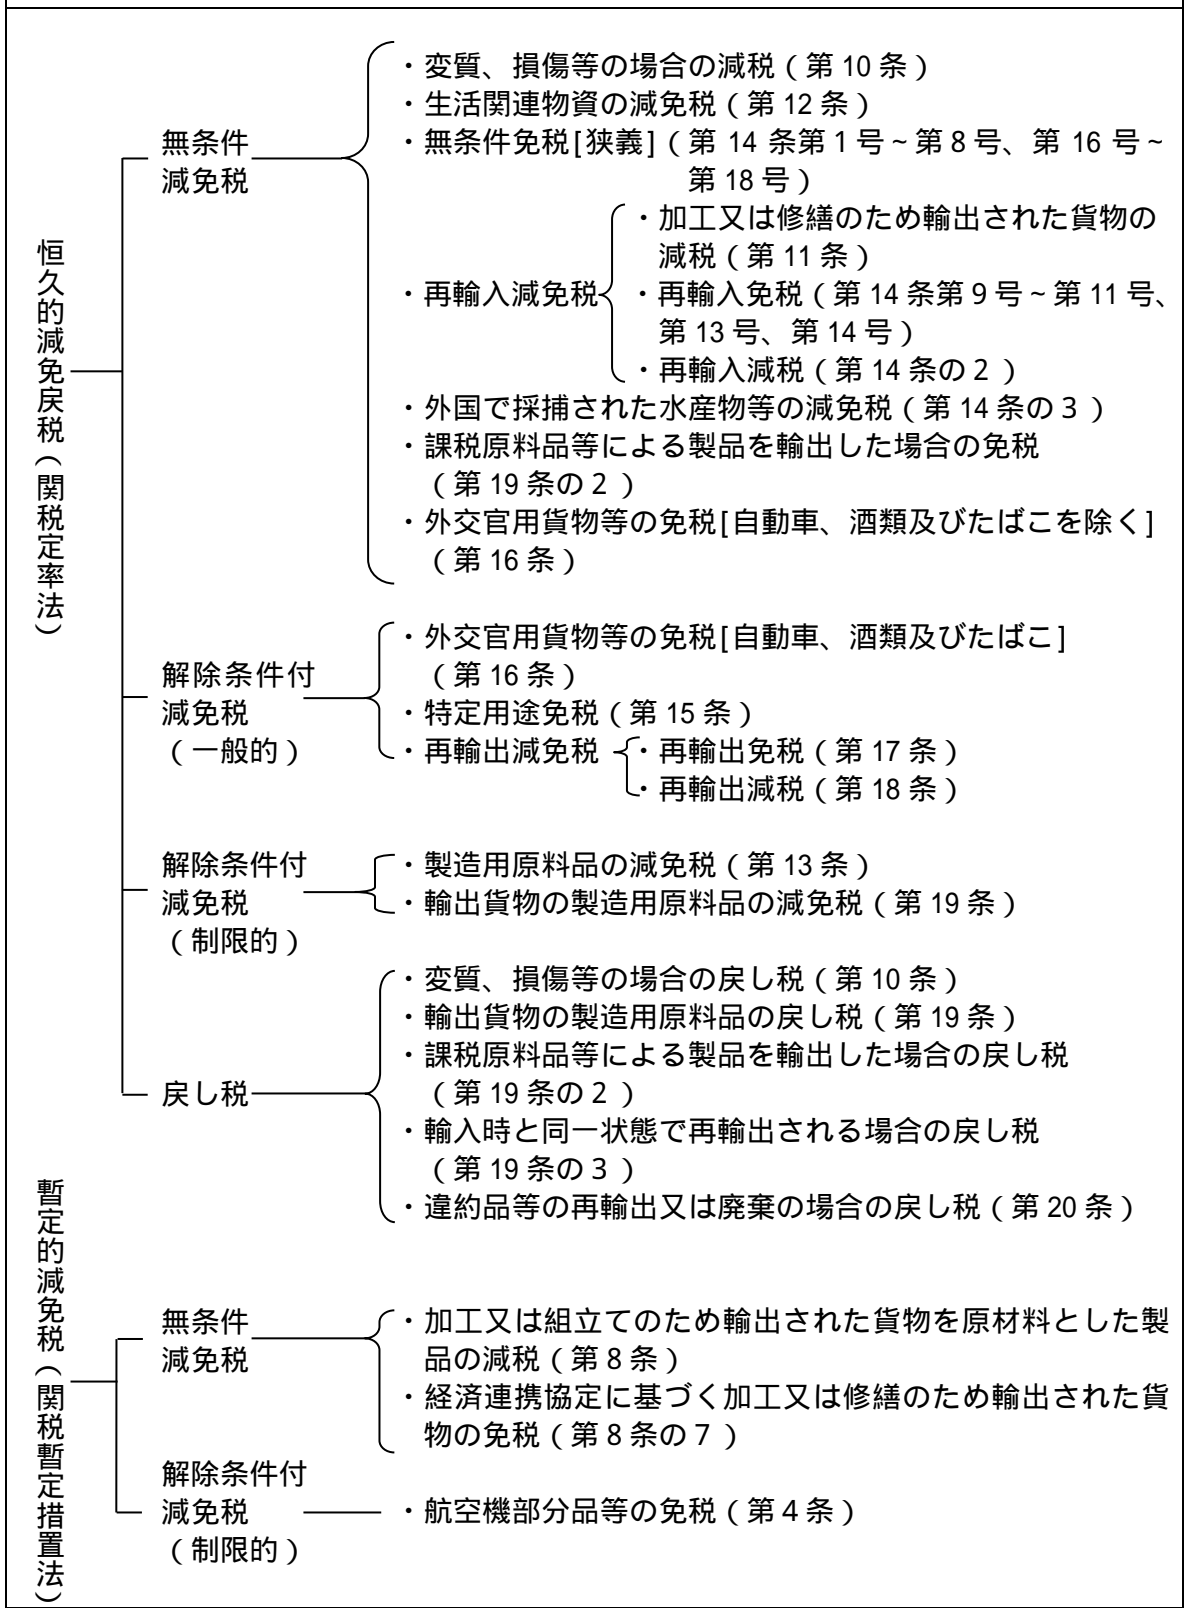 恒久的減免戻税（関税定率法）
無条件
減免税
・変質、損傷等の場合の減税（第10条）
・生活関連物資の減免税（第12条）
・無条件免税[狭義]（第14条第１号～第８号、第16号～
第18号）
・再輸入減免税
・加工又は修繕のため輸出された貨物の
減税（第11条）
・再輸入免税（第14条第９号～第11号、
第13号、第14号）
・再輸入減税（第14条の２）
・外国で採捕された水産物等の減免税（第14条の３）
・課税原料品等による製品を輸出した場合の免税
（第19条の２）
・外交官用貨物等の免税[自動車、酒類及びたばこを除く]
（第16条）
解除条件付
減免税
（一般的）
・外交官用貨物等の免税[自動車、酒類及びたばこ]
（第16条）
・特定用途免税（第15条）
・再輸出減免税
・再輸出免税（第17条）
・再輸出減税（第18条）
解除条件付
減免税
（制限的）
・製造用原料品の減免税（第13条）
・輸出貨物の製造用原料品の減免税（第19条）
戻し税
・変質、損傷等の場合の戻し税（第10条）
・輸出貨物の製造用原料品の戻し税（第19条）
・課税原料品等による製品を輸出した場合の戻し税
（第19条の２）
・輸入時と同一状態で再輸出される場合の戻し税
（第19条の３）
・違約品等の再輸出又は廃棄の場合の戻し税（第20条）
暫定的減免税（関税暫定措置法）
無条件
減免税
・加工又は組立てのため輸出された貨物を原材料とした製
品の減税（第８条）
・経済連携協定に基づく加工又は修繕のため輸出された貨
物の免税（第８条の７）
解除条件付
減免税
（制限的）
・航空機部分品等の免税（第４条）